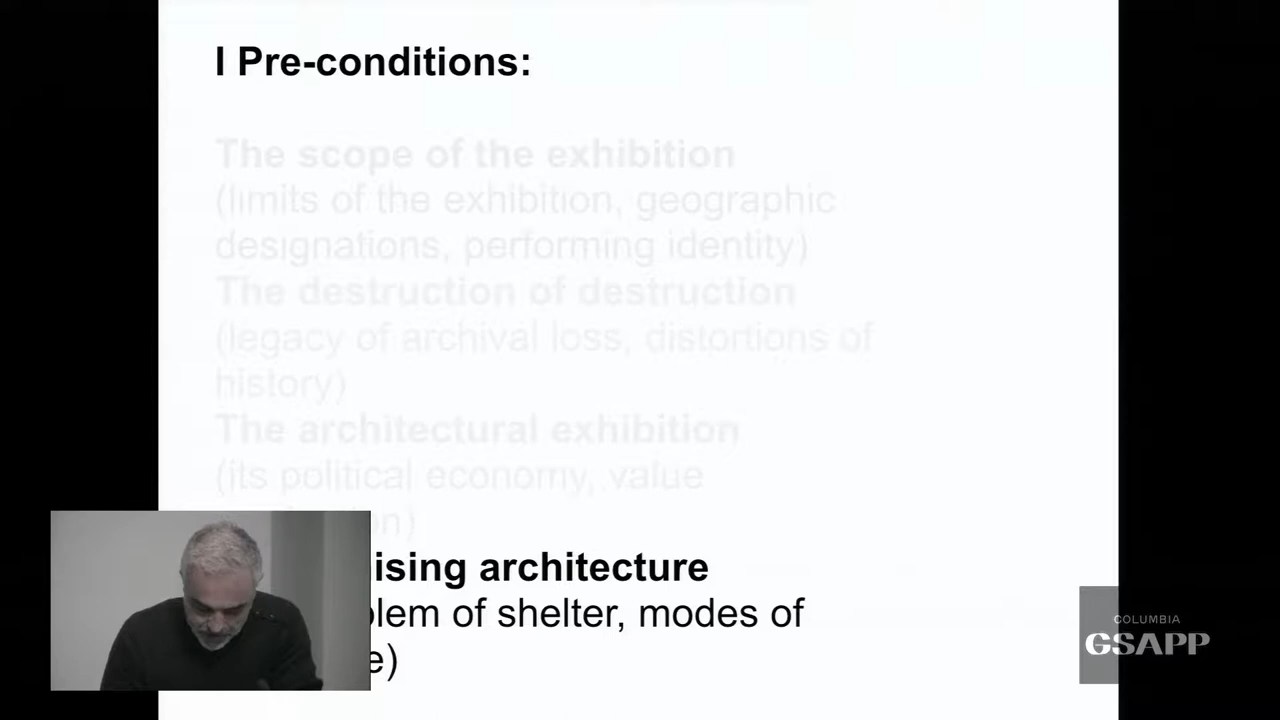 I Pre-conditions:
The scope of the exhibition
(limits of the exhibition, geographic
designations, performing identity)
The destruction of destruction
(legacy of archival loss, distortions of
history)
The architectural exhibition
(its political economy, value
on)
ising architecture
lem of shelter, modes of
e)
COLUMBIA
GSAPP